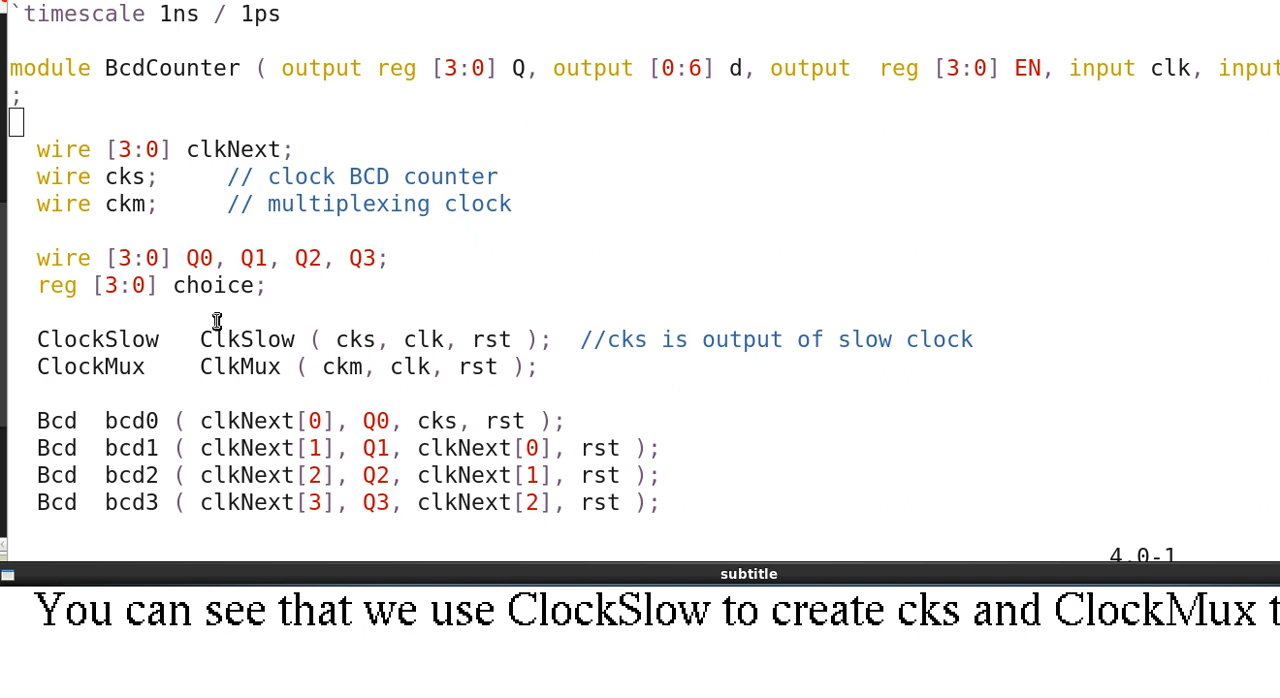 `timescale 1ns / 1ps
module BcdCounter ( output reg [3:0] Q, output [0:6] d, output  reg [3:0] EN, input clk, input
;
wire [3:0] clkNext;
wire cks;     // clock BCD counter
wire ckm;     // multiplexing clock
wire [3:0] Q0, Q1, Q2, Q3;
reg [3:0] choice;
ClockSlow   ClkSlow ( cks, clk, rst );  //cks is output of slow clock
ClockMux    ClkMux ( ckm, clk, rst );
Bcd  bcd0 ( clkNext[0], Q0, cks, rst );
Bcd  bcd1 ( clkNext[1], Q1, clkNext[0], rst );
Bcd  bcd2 ( clkNext[2], Q2, clkNext[1], rst );
Bcd  bcd3 ( clkNext[3], Q3, clkNext[2], rst );
4.0-1
subtitle
You can see that we use ClockSlow to create cks and ClockMux